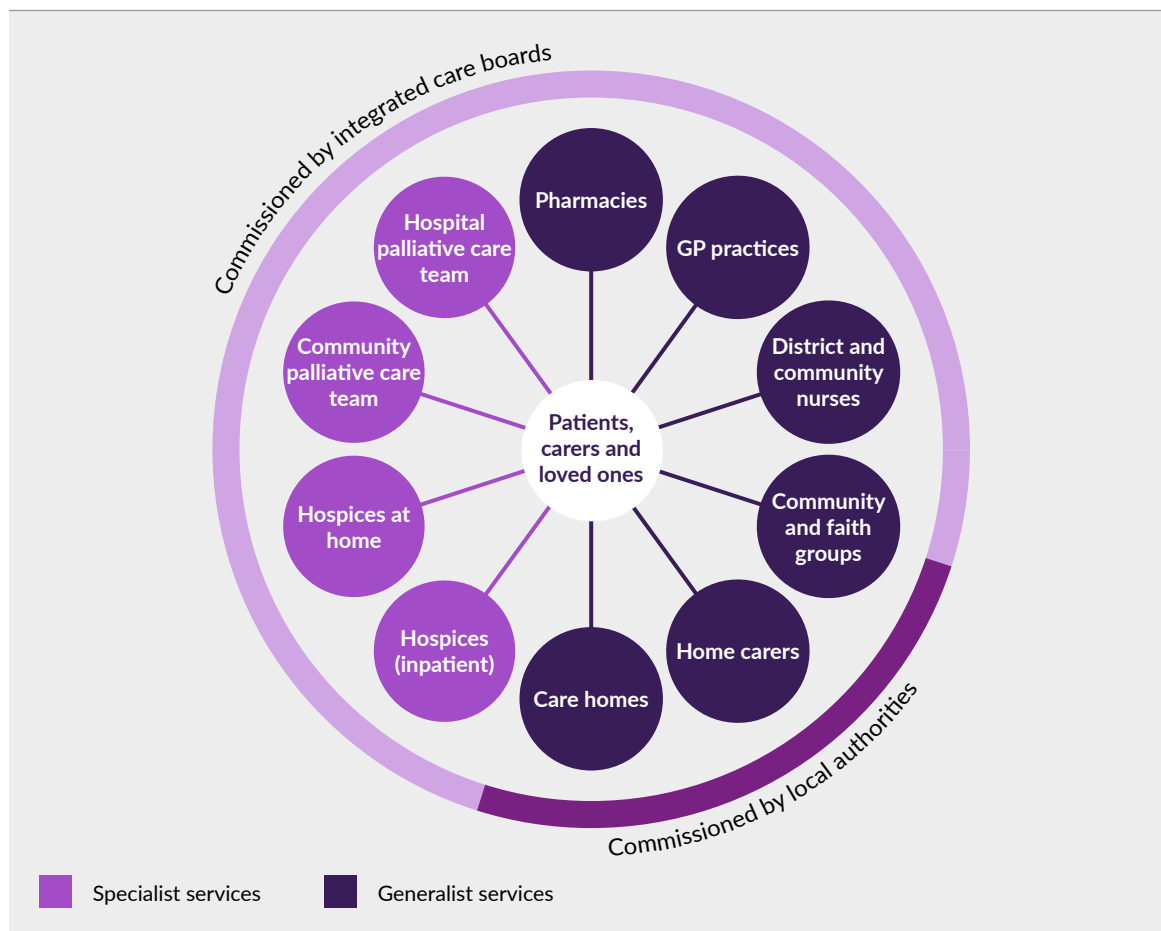 Commissioned by integrated care boards
Pharmacies
GP practices
District and
community
nurses
Community
and faith
groups
Home carers
Care homes
Hospices
(inpatient)
Hospices at
home
Community
palliative care
team
Hospital
palliative care
team
Patients,
carers and
loved ones
Commissioned by local authorities
Specialist services
Generalist services